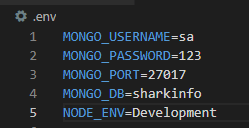 .env
1 MONGO_USERNAME=sa
2 MONGO_PASSWORD=123
3 MONGO_PORT=27017
4 MONGO_DB=sharkinfo
5 NODE_ENV=Development